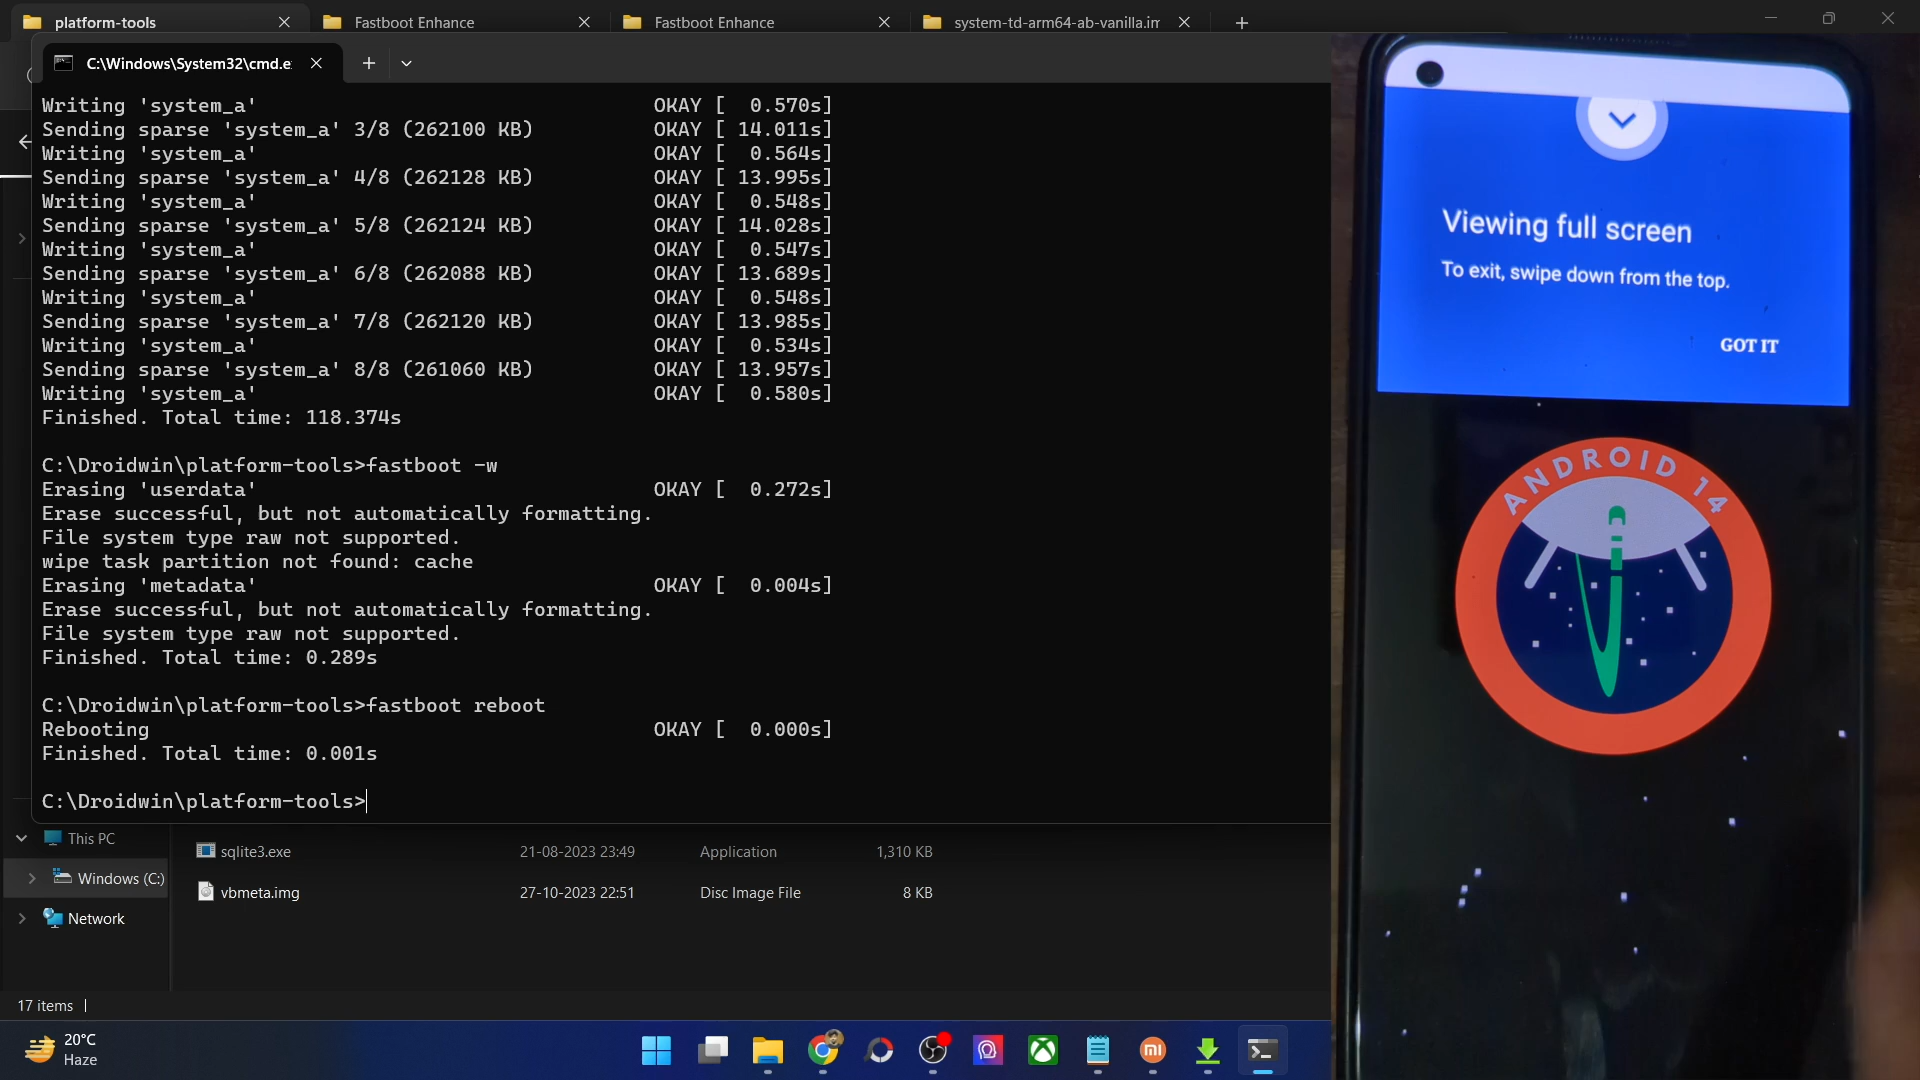 platform-tools
Fastboot Enhance
Fastboot Enhance
system-td-arm64-ab-vanilla.im
C:\Windows\System32\cmd.e
Writing 'system_a' OKAY [ 0.570s]
Sending sparse 'system_a' 3/8 (262100 KB) OKAY [ 14.011s]
Writing 'system_a' OKAY [ 0.564s]
Sending sparse 'system_a' 4/8 (262128 KB) OKAY [ 13.995s]
Writing 'system_a' OKAY [ 0.548s]
Sending sparse 'system_a' 5/8 (262124 KB) OKAY [ 14.028s]
Writing 'system_a' OKAY [ 0.547s]
Sending sparse 'system_a' 6/8 (262088 KB) OKAY [ 13.689s]
Writing 'system_a' OKAY [ 0.548s]
Sending sparse 'system_a' 7/8 (262120 KB) OKAY [ 13.985s]
Writing 'system_a' OKAY [ 0.534s]
Sending sparse 'system_a' 8/8 (261060 KB) OKAY [ 13.957s]
Writing 'system_a' OKAY [ 0.580s]
Finished. Total time: 118.374s
C:\Droidwin\platform-tools>fastboot -w
Erasing 'userdata' OKAY [ 0.272s]
Erase successful, but not automatically formatting.
File system type raw not supported.
wipe task partition not found: cache
Erasing 'metadata' OKAY [ 0.004s]
Erase successful, but not automatically formatting.
File system type raw not supported.
Finished. Total time: 0.289s
C:\Droidwin\platform-tools>fastboot reboot
Rebooting OKAY [ 0.000s]
Finished. Total time: 0.001s
C:\Droidwin\platform-tools>
This PC
Windows (C:)
Network
sqlite3.exe 21-08-2023 23:49 Application 1,310 KB
vbmeta.img 27-10-2023 22:51 Disc Image File 8 KB
17 items
20°C
Haze
mi
Viewing full screen
To exit, swipe down from the top.
GOT IT
ANDROID 14